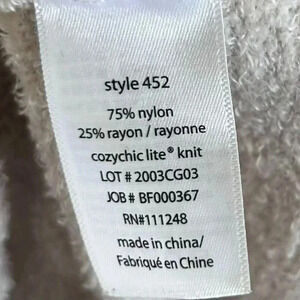 style 452
75% nylon
25% rayon / rayonne
cozychic lite® knit
LOT # 2003CG03
JOB # BF000367
RN#111248
made in china/
Fabriqué en Chine